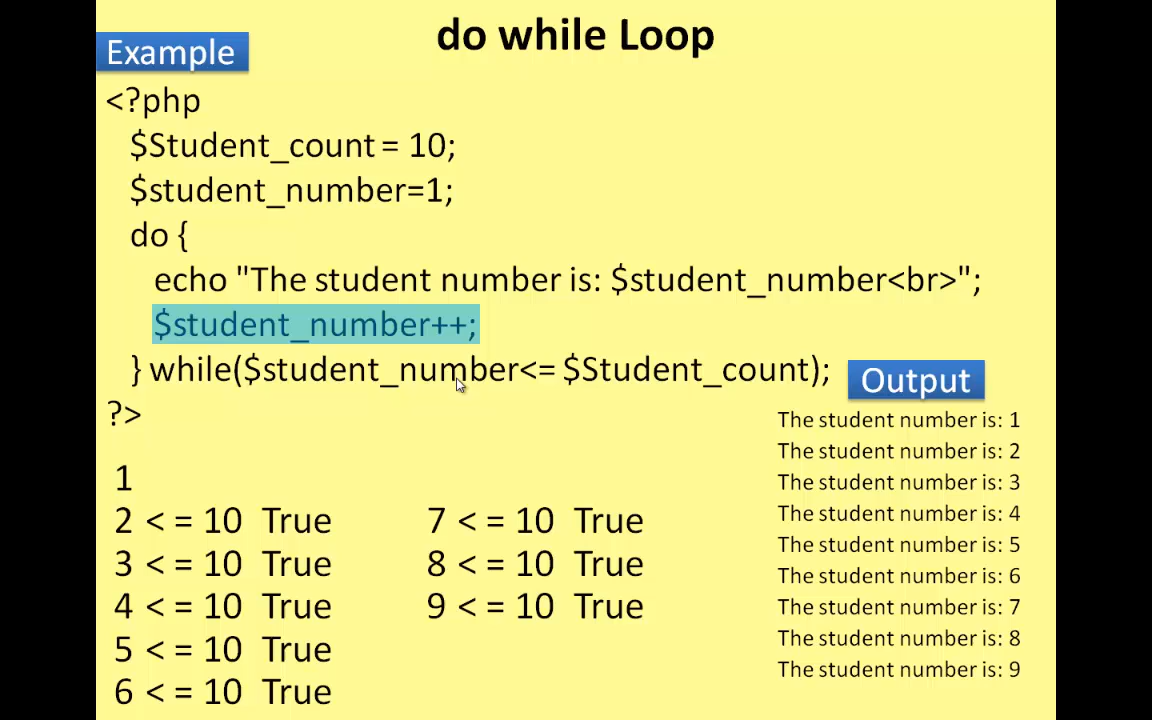 do while Loop
Example
<?php
$Student_count = 10;
$student_number=1;
do {
echo "The student number is: $student_number<br>";
$student_number++;
} while($student_number<= $Student_count);
?>
1
2 < = 10 True
3 < = 10 True
4 < = 10 True
5 < = 10 True
6 < = 10 True
7 < = 10 True
8 < = 10 True
9 < = 10 True
Output
The student number is: 1
The student number is: 2
The student number is: 3
The student number is: 4
The student number is: 5
The student number is: 6
The student number is: 7
The student number is: 8
The student number is: 9